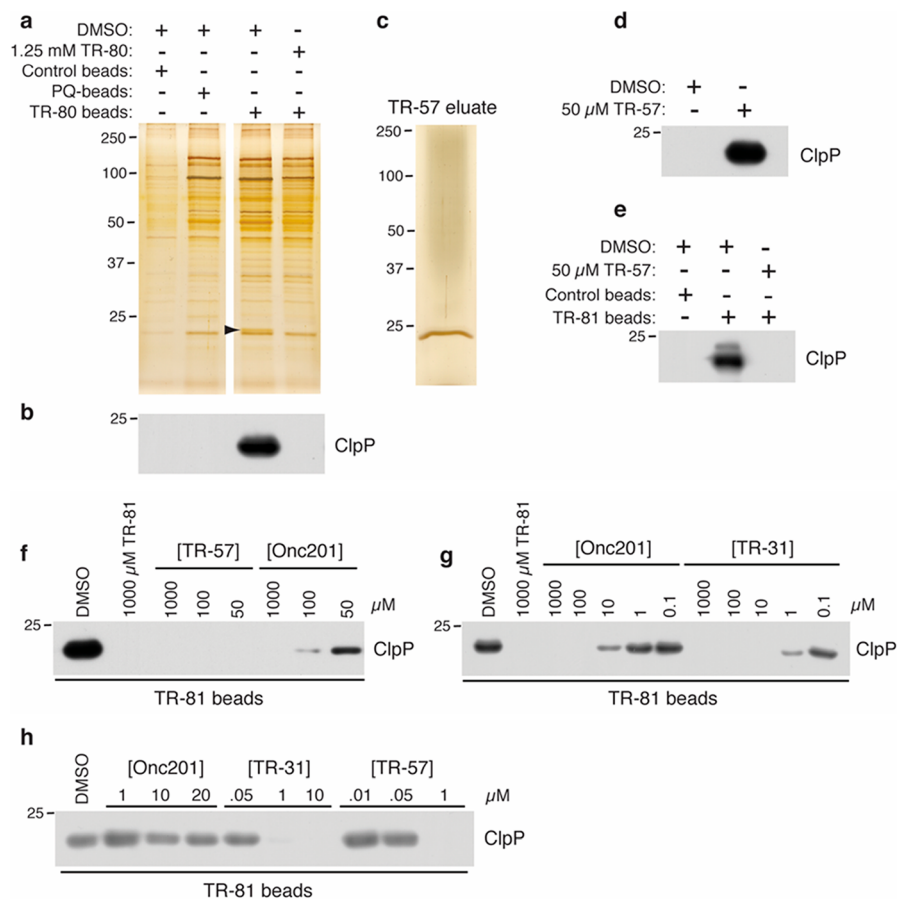 a
DMSO: + + + -
1.25 mM TR-80: - - - +
Control beads: + - - -
PQ-beads: - + - -
TR-80 beads: - - + +
250
100
50
37
25
b
25
ClpP
c
TR-57 eluate
250
100
50
37
25
d
DMSO: + -
50 µM TR-57: - +
25
ClpP
e
DMSO: + + -
50 µM TR-57: - - +
Control beads: + - -
TR-81 beads: - + +
25
ClpP
f
DMSO
1000 µM TR-81
[TR-57] [Onc201]
1000 100 50 1000 100 50 µM
25
ClpP
TR-81 beads
g
DMSO
1000 µM TR-81
[Onc201] [TR-31]
1000 100 10 1 0.1 1000 100 10 1 0.1 µM
25
ClpP
TR-81 beads
h
DMSO
[Onc201] [TR-31] [TR-57]
1 10 20 .05 1 10 .01 .05 1 µM
25
ClpP
TR-81 beads